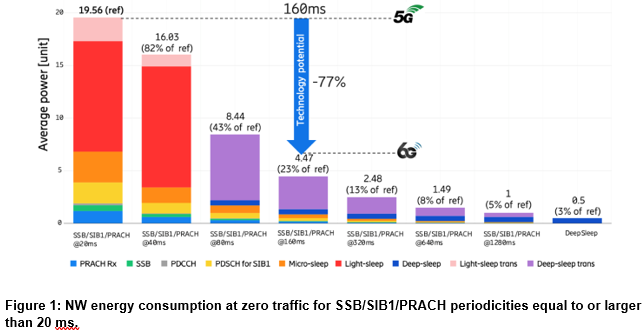 20
19.56 (ref)
160ms
5G
16.03
(82% of ref)
15
Average power [unit]
Technology potential
-77%
10
8.44
(43% of ref)
6G
5
4.47
(23% of ref)
2.48
(13% of ref)
1.49
(8% of ref)
1
(5% of ref)
0.5
(3% of ref)
0
SSB/SIB1/PRACH
@20ms
SSB/SIB1/PRACH
@40ms
SSB/SIB1/PRACH
@80ms
SSB/SIB1/PRACH
@160ms
SSB/SIB1/PRACH
@320ms
SSB/SIB1/PRACH
@640ms
SSB/SIB1/PRACH
@1280ms
DeepSleep
PRACH Rx SSB PDCCH PDSCH for SIB1 Micro-sleep Light-sleep Deep-sleep Light-sleep trans Deep-sleep trans
Figure 1: NW energy consumption at zero traffic for SSB/SIB1/PRACH periodicities equal to or larger
than 20 ms.